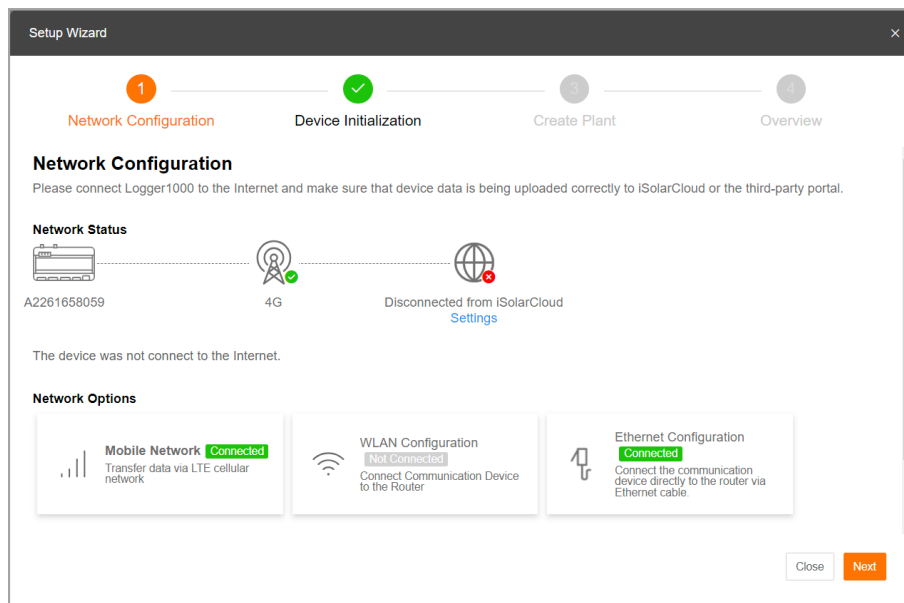 Setup Wizard
×
1
3
4
Network Configuration
Device Initialization
Create Plant
Overview
Network Configuration
Please connect Logger1000 to the Internet and make sure that device data is being uploaded correctly to iSolarCloud or the third-party portal.
Network Status
A2261658059
4G
Disconnected from iSolarCloud
Settings
The device was not connect to the Internet.
Network Options
Mobile Network Connected
Transfer data via LTE cellular
network
WLAN Configuration
Not Connected
Connect Communication Device
to the Router
Ethernet Configuration
Connected
Connect the communication
device directly to the router via
Ethernet cable.
Close
Next